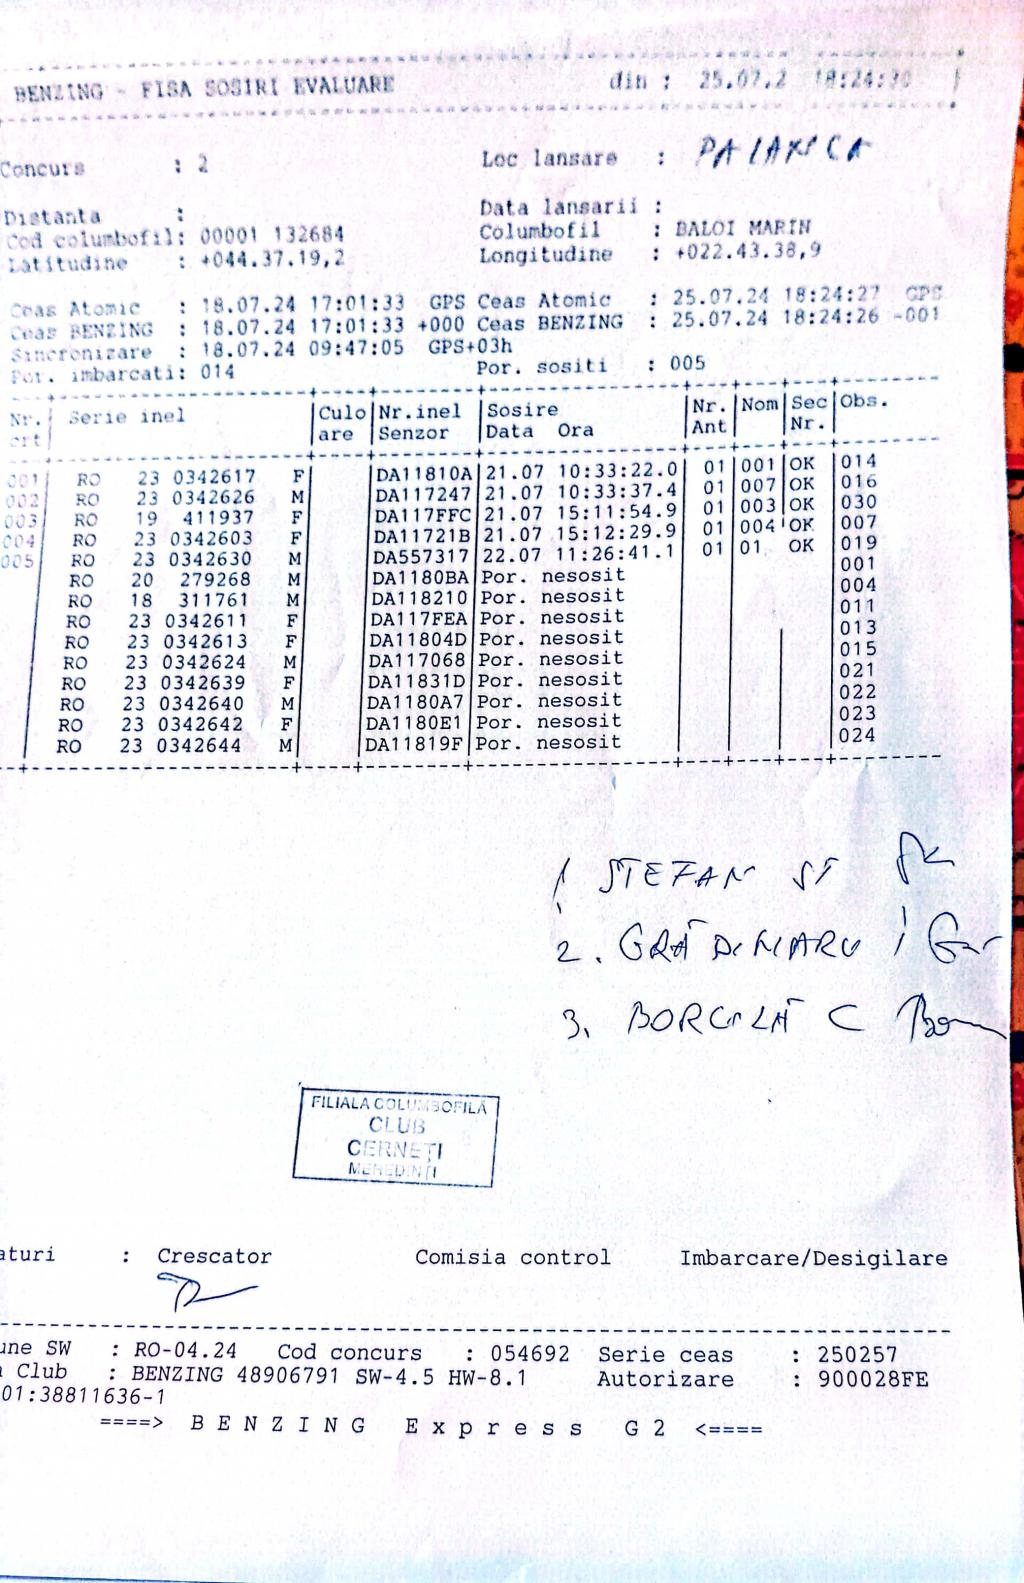 BENZING - FISA SOSIRI EVALUARE din : 25.07.2 18:24:30
Concurs : 2 Loc lansare :
Distanta : Data lansarii :
Cod columbofil: 00001 132684 Columbofil : BALOI MARIN
Latitudine : +044.37.19,2 Longitudine : +022.43.38,9
Ceas Atomic : 18.07.24 17:01:33 GPS Ceas Atomic : 25.07.24 18:24:27 GPS
Ceas BENZING : 18.07.24 17:01:33 +000 Ceas BENZING : 25.07.24 18:24:26 -001
Sincronizare : 18.07.24 09:47:05 GPS+03h
Por. imbarcati: 014 Por. sositi : 005
Nr. Serie inel Culo Nr.inel Sosire Nr. Nom Sec Obs.
crt are Senzor Data Ora Ant Nr.
001 RO 23 0342617 F DA11810A 21.07 10:33:22.0 01 001 OK 014
002 RO 23 0342626 M DA117247 21.07 10:33:37.4 01 007 OK 016
003 RO 19 411937 F DA117FFC 21.07 15:11:54.9 01 003 OK 030
004 RO 23 0342603 F DA11721B 21.07 15:12:29.9 01 004 OK 007
005 RO 23 0342630 M DA557317 22.07 11:26:41.1 01 01 OK 019
RO 20 279268 M DA1180BA Por. nesosit 001
RO 18 311761 M DA118210 Por. nesosit 004
RO 23 0342611 F DA117FEA Por. nesosit 011
RO 23 0342613 F DA11804D Por. nesosit 013
RO 23 0342624 M DA117068 Por. nesosit 015
RO 23 0342639 F DA11831D Por. nesosit 021
RO 23 0342640 M DA1180A7 Por. nesosit 022
RO 23 0342642 F DA1180E1 Por. nesosit 023
RO 23 0342644 M DA11819F Por. nesosit 024
1 STEFAN ST
2. GRĂDINARU I
3. BORCILĂ C
FILIALA COLUMBOFILĂ
CLUB
CERNEȚI
MEHEDINȚI
aturi : Crescator Comisia control Imbarcare/Desigilare
une SW : RO-04.24 Cod concurs : 054692 Serie ceas : 250257
Club : BENZING 48906791 SW-4.5 HW-8.1 Autorizare : 900028FE
01:38811636-1
====> BENZING Express G2 <====